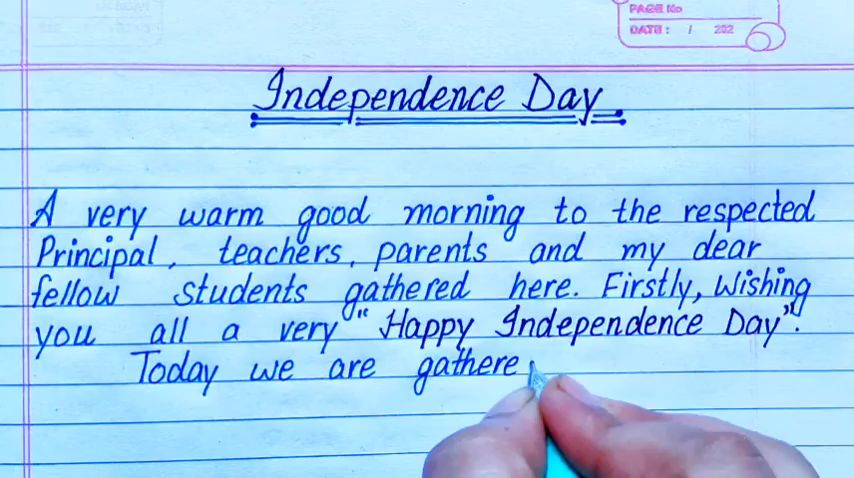 PAGE No
DATE : / 202
Independence Day
A very warm good morning to the respected
Principal, teachers, parents and my dear
fellow students gathered here. Firstly, Wishing
you all a very "Happy Independence Day".
Today we are gathere